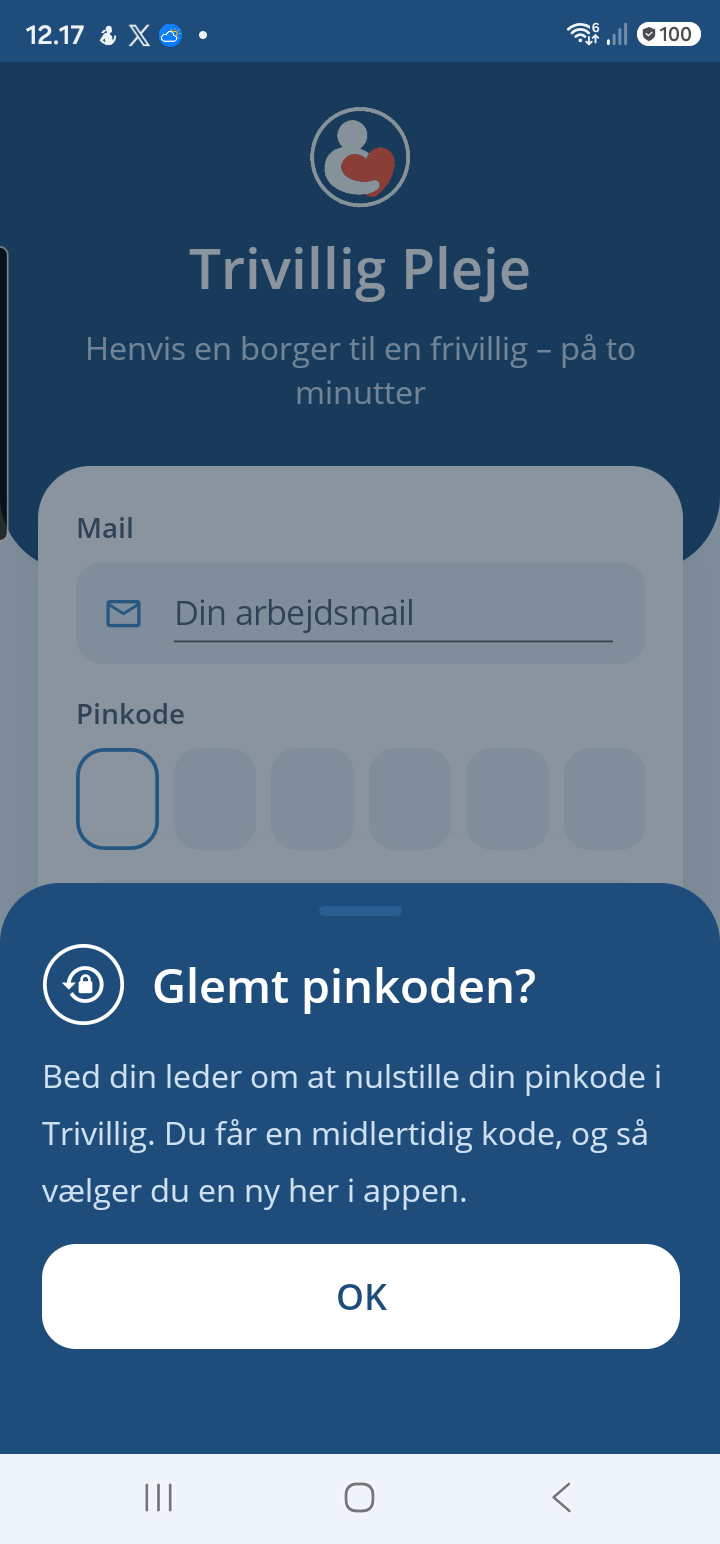 12.17
6
100
Trivillig Pleje
Henvis en borger til en frivillig – på to
minutter
Mail
Din arbejdsmail
Pinkode
Glemt pinkoden?
Bed din leder om at nulstille din pinkode i
Trivillig. Du får en midlertidig kode, og så
vælger du en ny her i appen.
OK